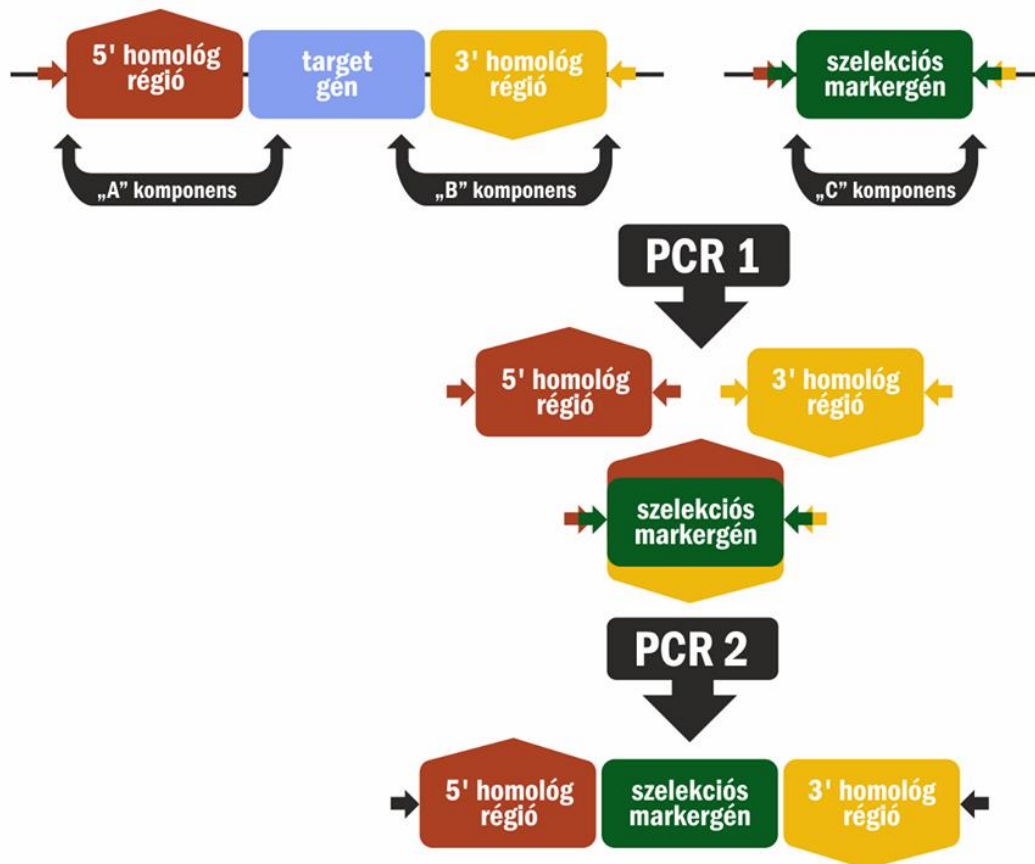 5' homológ
régió
target
gén
3' homológ
régió
szelekciós
markergén
„A” komponens
„B” komponens
„C” komponens
PCR 1
5' homológ
régió
3' homológ
régió
szelekciós
markergén
PCR 2
5' homológ
régió
szelekciós
markergén
3' homológ
régió